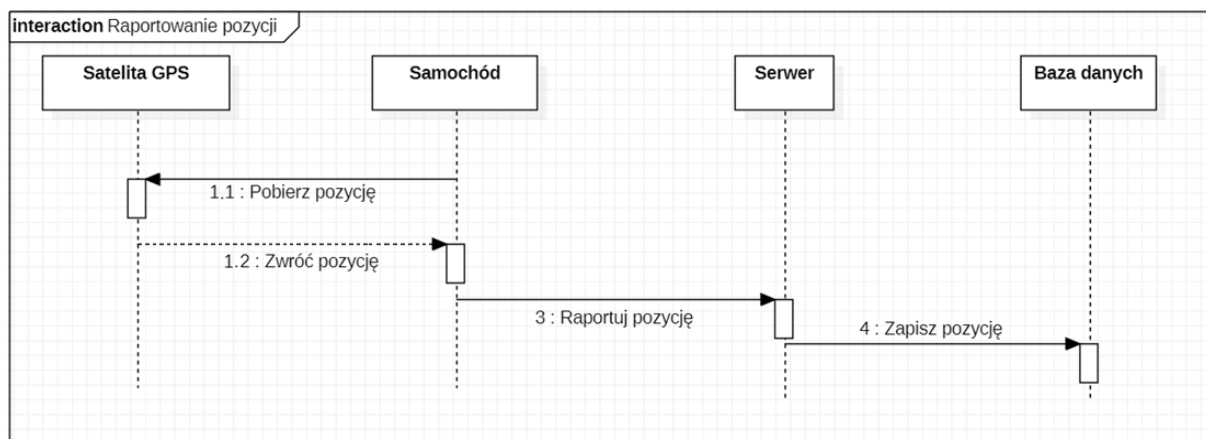 interaction Raportowanie pozycji
Satelita GPS
Samochód
Serwer
Baza danych
1.1 : Pobierz pozycję
1.2 : Zwróć pozycję
3 : Raportuj pozycję
4 : Zapisz pozycję